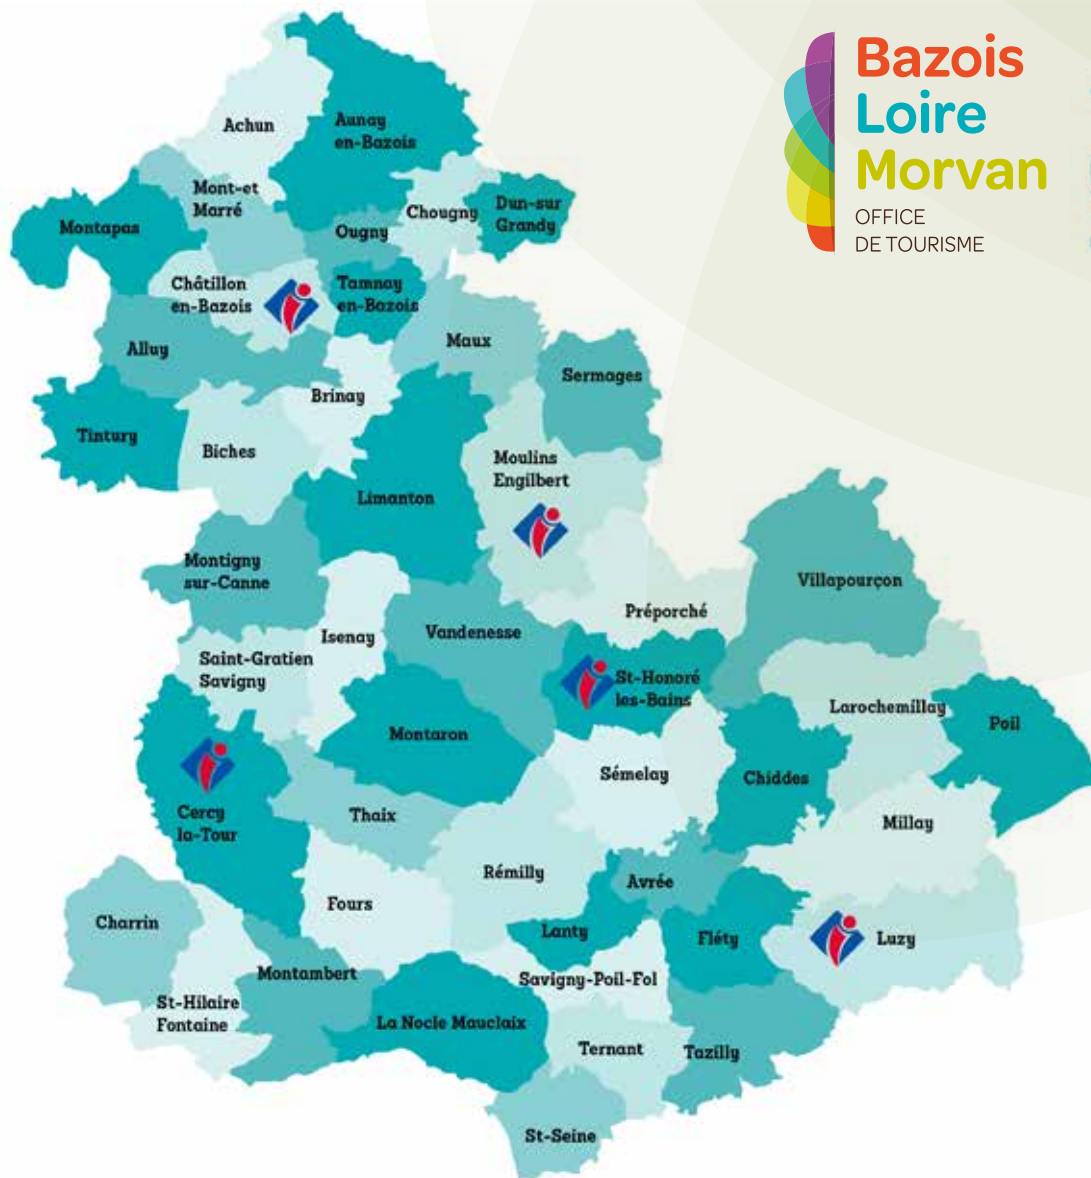 Bazois
Loire
Morvan
OFFICE
DE TOURISME
Achun
Aunay
en-Bazois
Mont-et
Marré
Chougny
Dun-sur
Grandy
Montapas
Ougny
Châtillon
en-Bazois
Tamnay
en-Bazois
Alluy
Maux
Sermages
Brinay
Tintury
Biches
Moulins
Engilbert
Limanton
Montigny
sur-Canne
Villapourçon
Préporché
Isenay
Vandenesse
Saint-Gratien
Savigny
St-Honoré
les-Bains
Larochemillay
Poil
Montaron
Sémelay
Chiddes
Cercy
la-Tour
Thaix
Millay
Rémilly
Avrée
Fours
Charrin
Lanty
Fléty
Luzy
Montambert
Savigny-Poil-Fol
St-Hilaire
Fontaine
La Nocle Mauclaix
Ternant
Tazilly
St-Seine